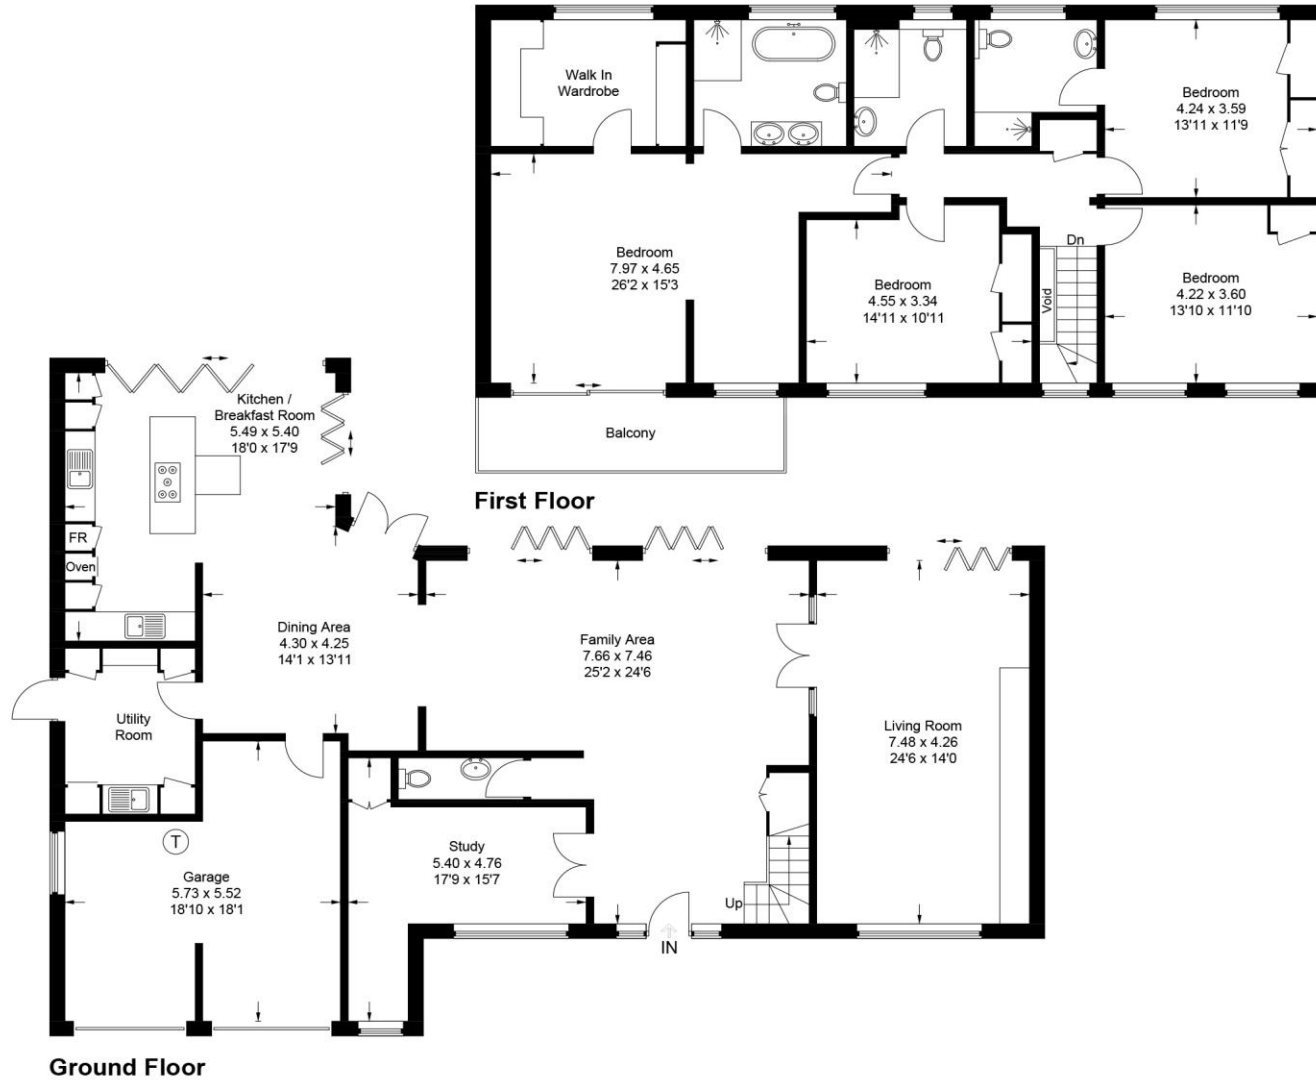 Walk In
Wardrobe
Bedroom
4.24 x 3.59
13'11 x 11'9
Bedroom
7.97 x 4.65
26'2 x 15'3
Bedroom
4.55 x 3.34
14'11 x 10'11
Dn
Void
Bedroom
4.22 x 3.60
13'10 x 11'10
Balcony
First Floor
Kitchen /
Breakfast Room
5.49 x 5.40
18'0 x 17'9
FR
Oven
Dining Area
4.30 x 4.25
14'1 x 13'11
Family Area
7.66 x 7.46
25'2 x 24'6
Living Room
7.48 x 4.26
24'6 x 14'0
Utility
Room
T
Garage
5.73 x 5.52
18'10 x 18'1
Study
5.40 x 4.76
17'9 x 15'7
Up
IN
Ground Floor